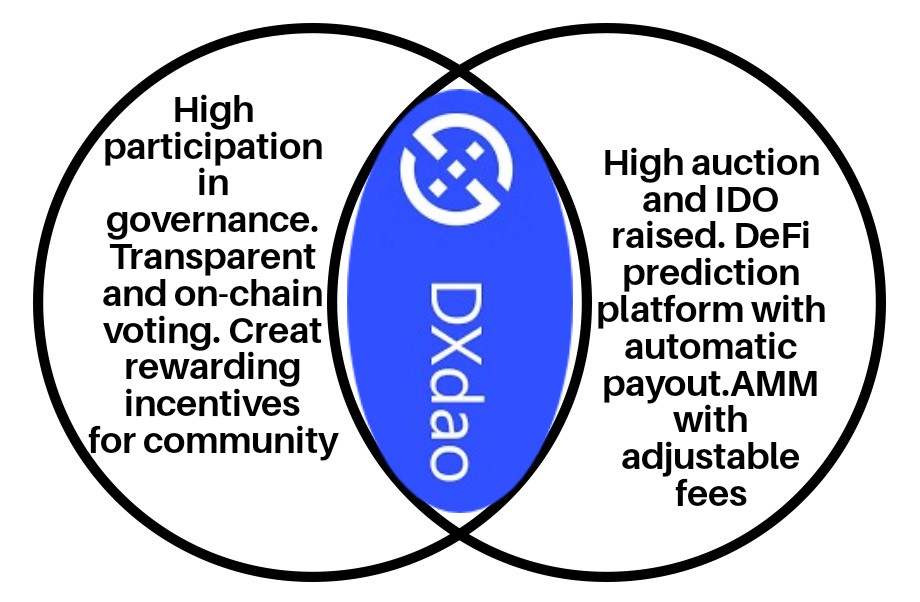 High
participation
in
governance.
Transparent
and on-chain
voting. Creat
rewarding
incentives
for community
DXdao
High auction
and IDO
raised. DeFi
prediction
platform with
automatic
payout.AMM
with
adjustable
fees